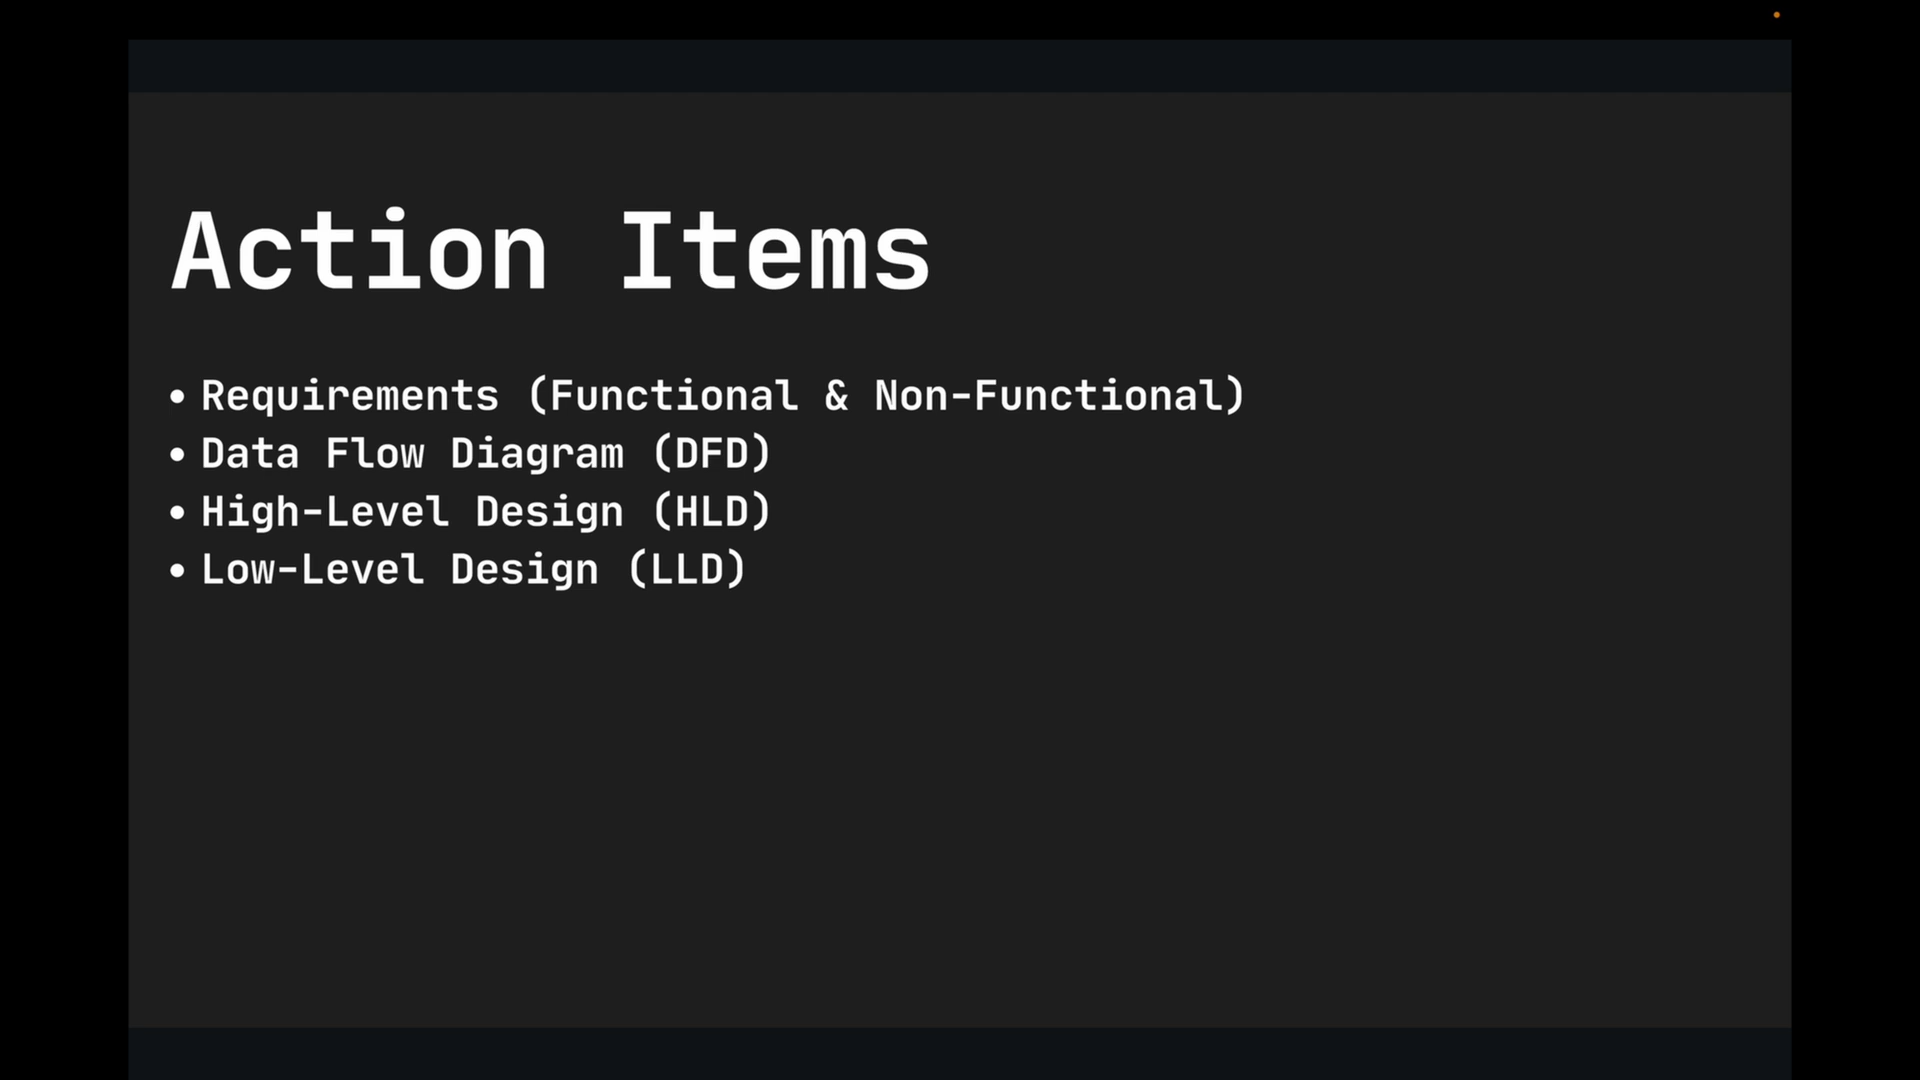 Action Items
• Requirements (Functional & Non-Functional)
• Data Flow Diagram (DFD)
• High-Level Design (HLD)
• Low-Level Design (LLD)